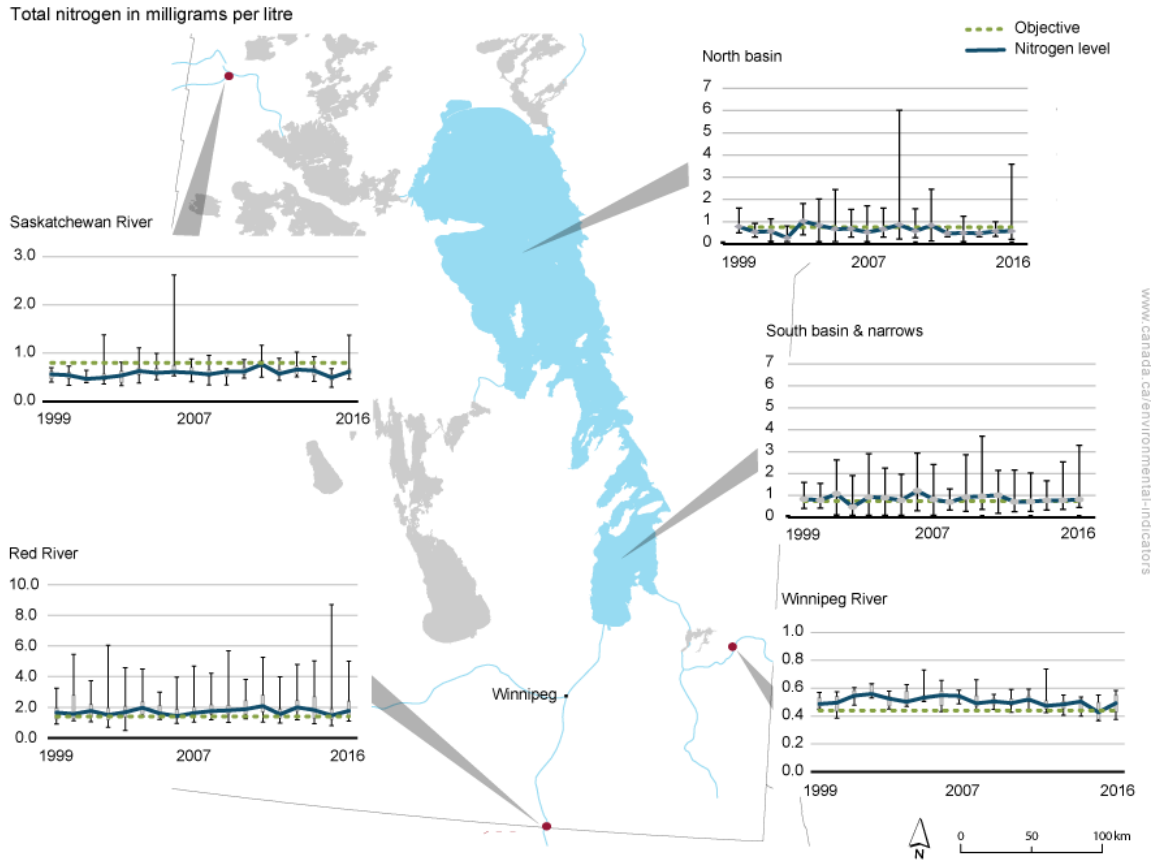 Total nitrogen in milligrams per litre
Objective
Nitrogen level
North basin
7
6
5
4
3
2
1
0
1999 2007 2016
Saskatchewan River
3.0
2.0
1.0
0.0
1999 2007 2016
South basin & narrows
7
6
5
4
3
2
1
0
1999 2007 2016
Red River
10.0
8.0
6.0
4.0
2.0
0.0
1999 2007 2016
Winnipeg
Winnipeg River
1.0
0.8
0.6
0.4
0.2
0.0
1999 2007 2016
N
0 50 100 km
www.canada.ca/environmental-indicators